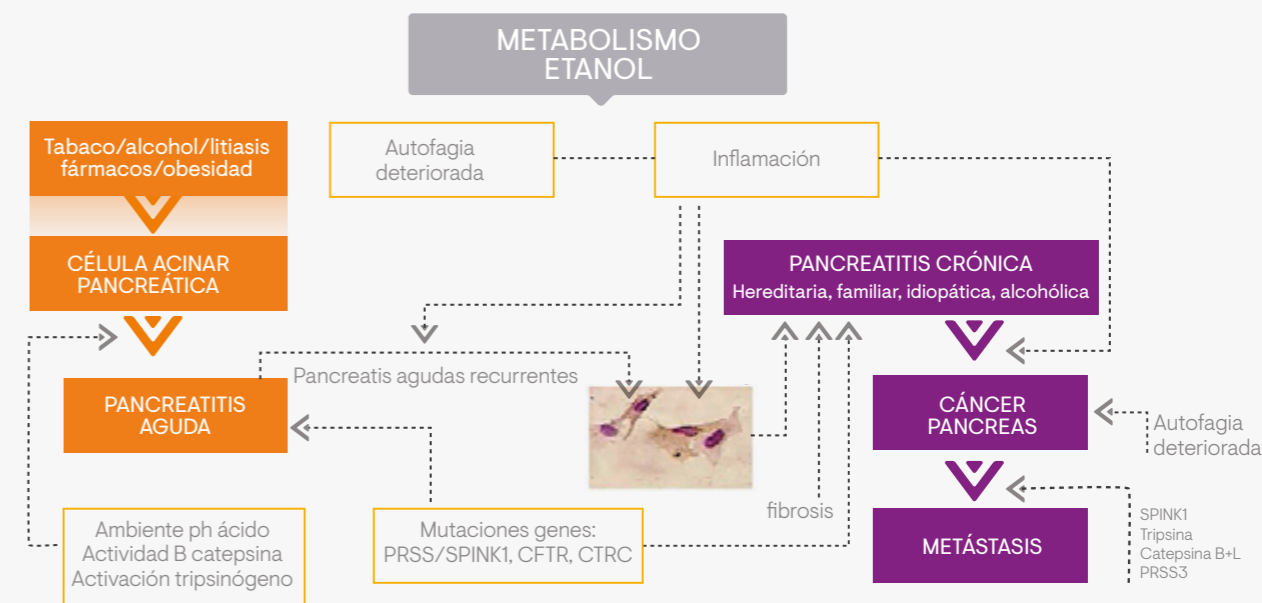 METABOLISMO
ETANOL
Tabaco/alcohol/litiasis
fármacos/obesidad
Autofagia
deteriorada
Inflamación
CÉLULA ACINAR
PANCREÁTICA
PANCREATITIS CRÓNICA
Hereditaria, familiar, idiopática, alcohólica
Pancreatis agudas recurrentes
PANCREATITIS
AGUDA
CÁNCER
PANCREAS
Autofagia
deteriorada
fibrosis
Ambiente ph ácido
Actividad B catepsina
Activación tripsinógeno
Mutaciones genes:
PRSS/SPINK1, CFTR, CTRC
METÁSTASIS
SPINK1
Tripsina
Catepsina B+L
PRSS3